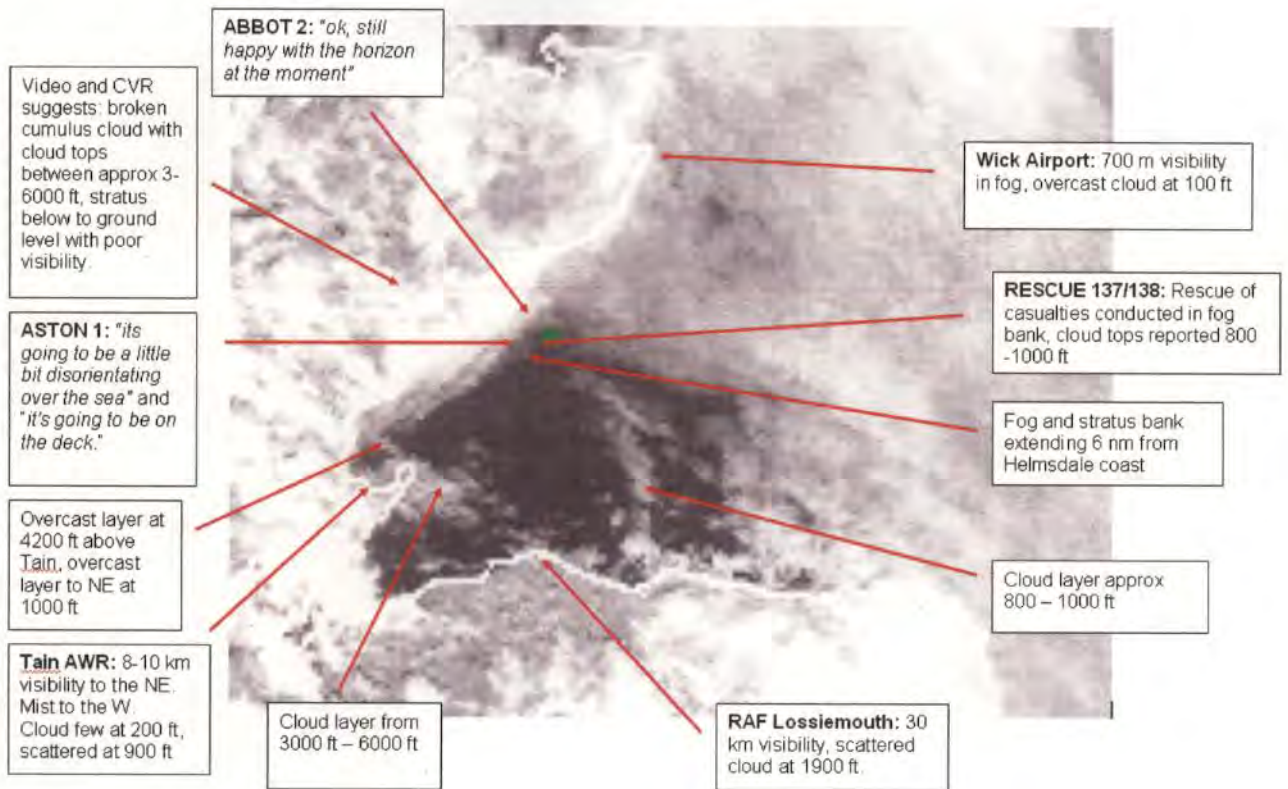 ABBOT 2: "ok, still
happy with the horizon
at the moment"
Video and CVR
suggests: broken
cumulus cloud with
cloud tops
between approx 3-
6000 ft, stratus
below to ground
level with poor
visibility.
Wick Airport: 700 m visibility
in fog, overcast cloud at 100 ft
RESCUE 137/138: Rescue of
casualties conducted in fog
bank, cloud tops reported 800
-1000 ft
ASTON 1: "its
going to be a little
bit disorientating
over the sea" and
"it's going to be on
the deck."
Fog and stratus bank
extending 6 nm from
Helmsdale coast
Overcast layer at
4200 ft above
Tain, overcast
layer to NE at
1000 ft
Cloud layer approx
800 – 1000 ft
Tain AWR: 8-10 km
visibility to the NE.
Mist to the W.
Cloud few at 200 ft,
scattered at 900 ft
Cloud layer from
3000 ft – 6000 ft
RAF Lossiemouth: 30
km visibility, scattered
cloud at 1900 ft.